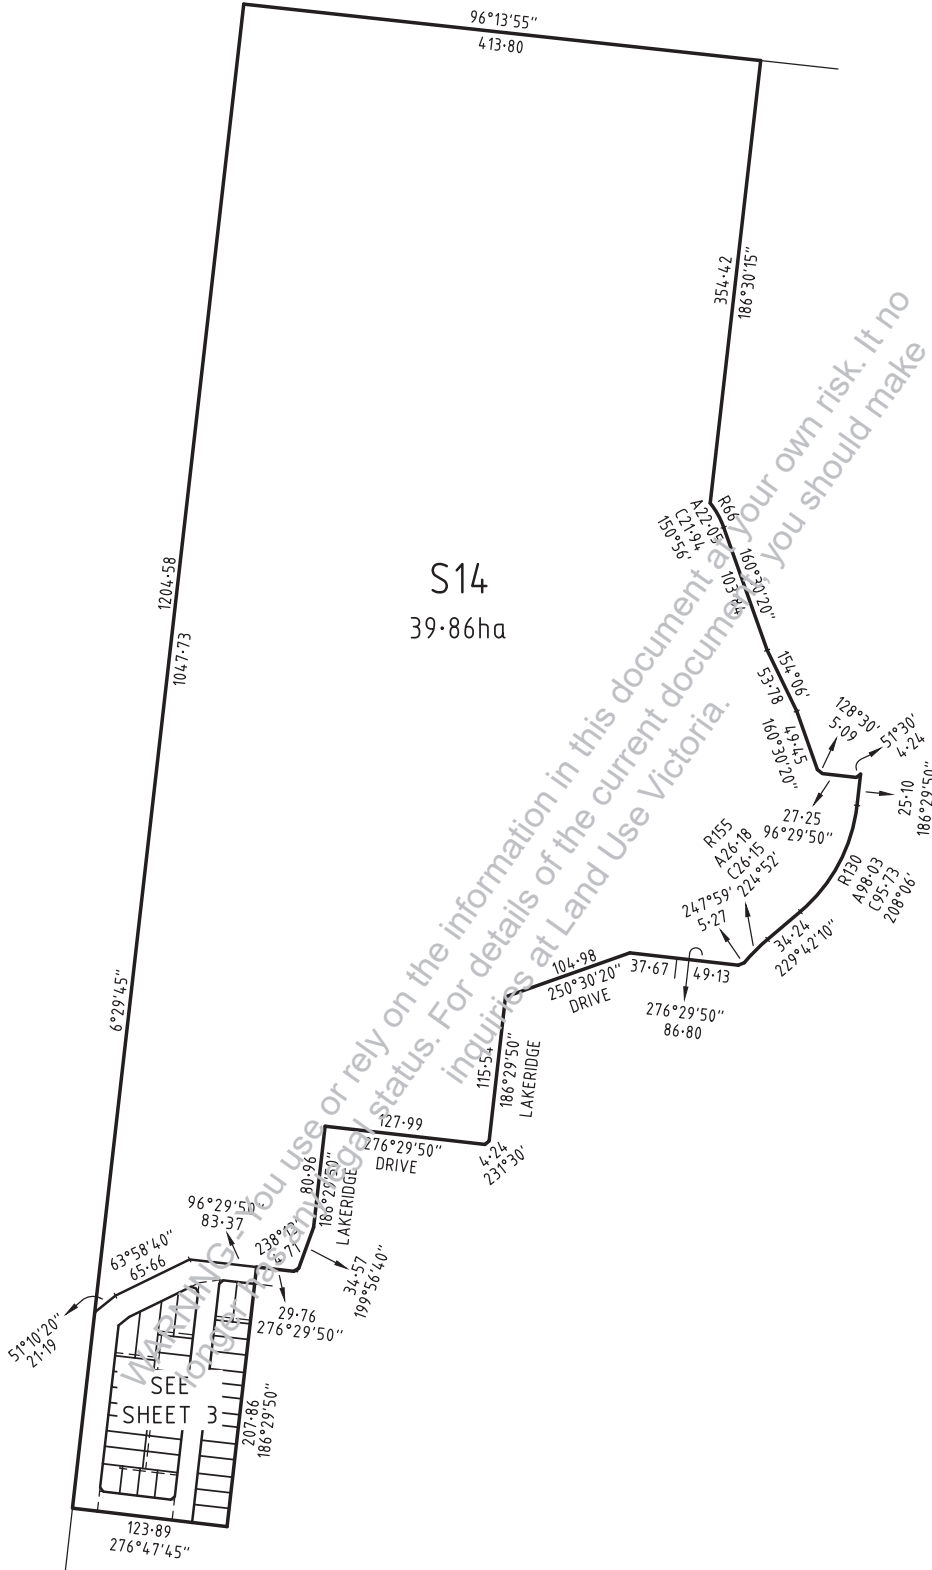 96°13'55"
413·80
354·42
186°30'15"
1204·58
1047·73
6°29'45"
S14
39·86ha
R66
A22·05
C21·94
150°56'
160°30'20"
154°06'
53·78
49·45
160°30'20"
128°30'
5·09
51°30'
4·24
25·10
186°29'50"
27·25
96°29'50"
R130
A98·03
C95·73
208°06'
R155
A26·18
C26·15
224°52'
247°59'
5·27
34·24
229°42'10"
104·98
250°30'20"
DRIVE
37·67
49·13
276°29'50"
86·80
115·54
186°29'50"
LAKERIDGE
127·99
276°29'50"
DRIVE
4·24
231°30'
80·96
186°29'50"
LAKERIDGE
96°29'50"
83·37
4·77
34·57
199°56'40"
63°58'40"
65·66
29·76
276°29'50"
51°10'20"
21·19
SEE
SHEET 3
207·86
186°29'50"
123·89
276°47'45"
WARNING - You use or rely on the information in this document at your own risk. It no
longer has any legal status. For details of the current document, you should make
inquiries at Land Use Victoria.